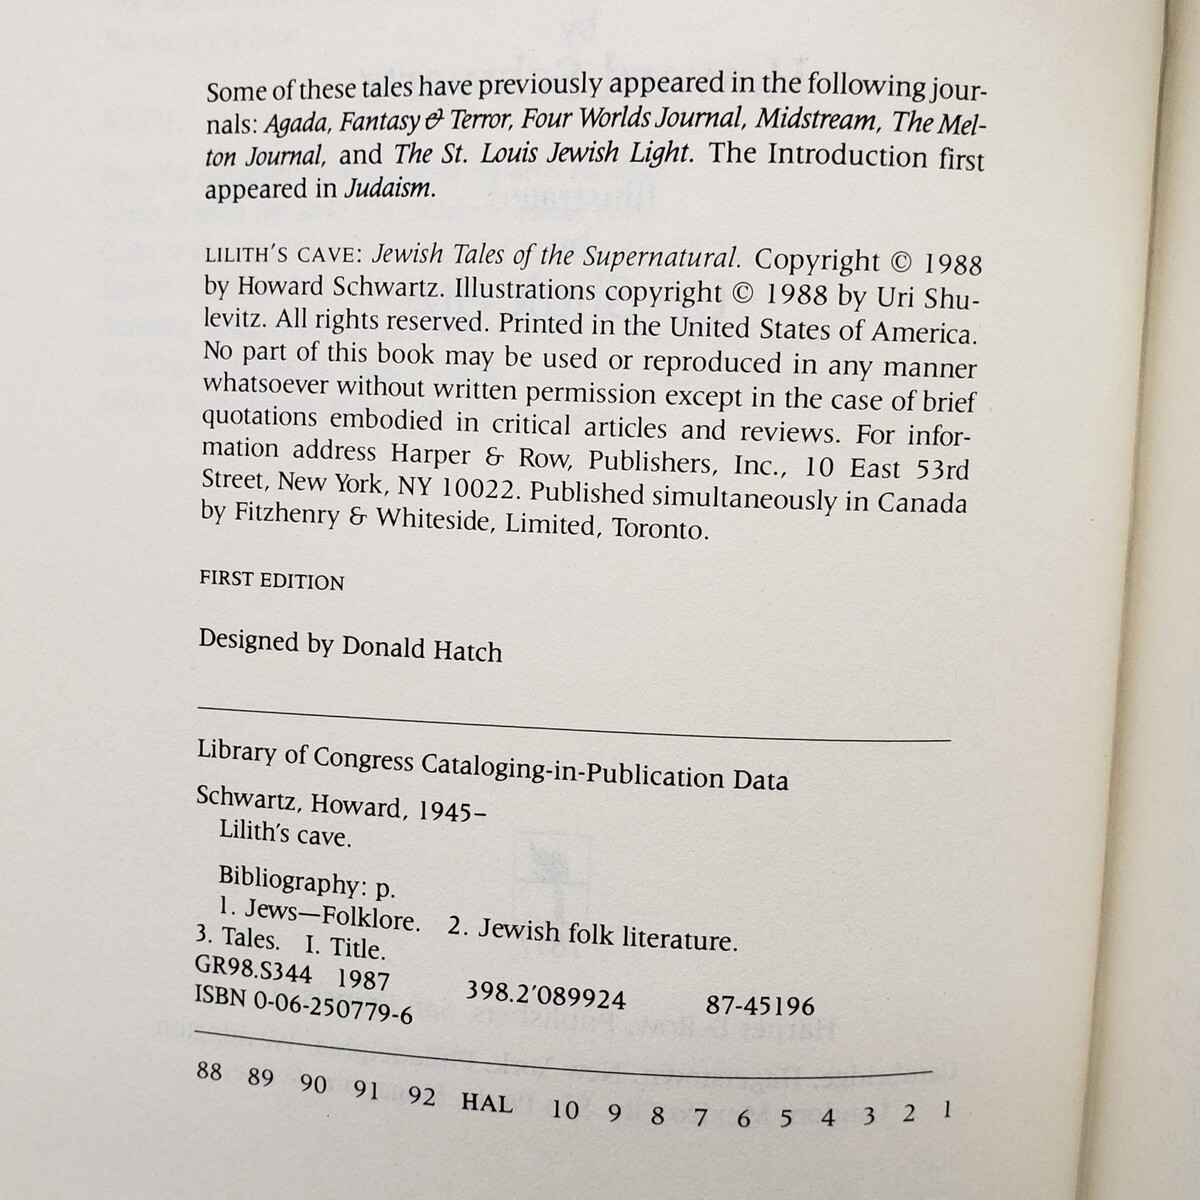 Some of these tales have previously appeared in the following jour-
nals: Agada, Fantasy & Terror, Four Worlds Journal, Midstream, The Mel-
ton Journal, and The St. Louis Jewish Light. The Introduction first
appeared in Judaism.
LILITH'S CAVE: Jewish Tales of the Supernatural. Copyright © 1988
by Howard Schwartz. Illustrations copyright © 1988 by Uri Shu-
levitz. All rights reserved. Printed in the United States of America.
No part of this book may be used or reproduced in any manner
whatsoever without written permission except in the case of brief
quotations embodied in critical articles and reviews. For infor-
mation address Harper & Row, Publishers, Inc., 10 East 53rd
Street, New York, NY 10022. Published simultaneously in Canada
by Fitzhenry & Whiteside, Limited, Toronto.
FIRST EDITION
Designed by Donald Hatch
Library of Congress Cataloging-in-Publication Data
Schwartz, Howard, 1945–
Lilith's cave.
Bibliography: p.
1. Jews—Folklore. 2. Jewish folk literature.
3. Tales. I. Title.
GR98.S344 1987 398.2'089924 87-45196
ISBN 0-06-250779-6
88 89 90 91 92 HAL 10 9 8 7 6 5 4 3 2 1